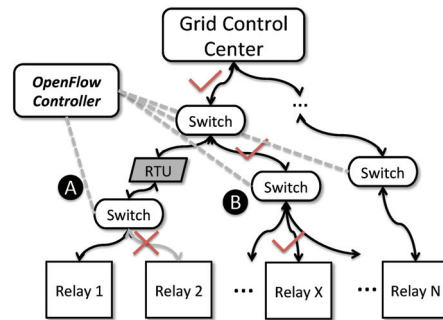 Grid Control
Center
OpenFlow
Controller
...
Switch
RTU
Switch
A
B
Switch
Switch
Relay 1
Relay 2
...
Relay X
...
Relay N